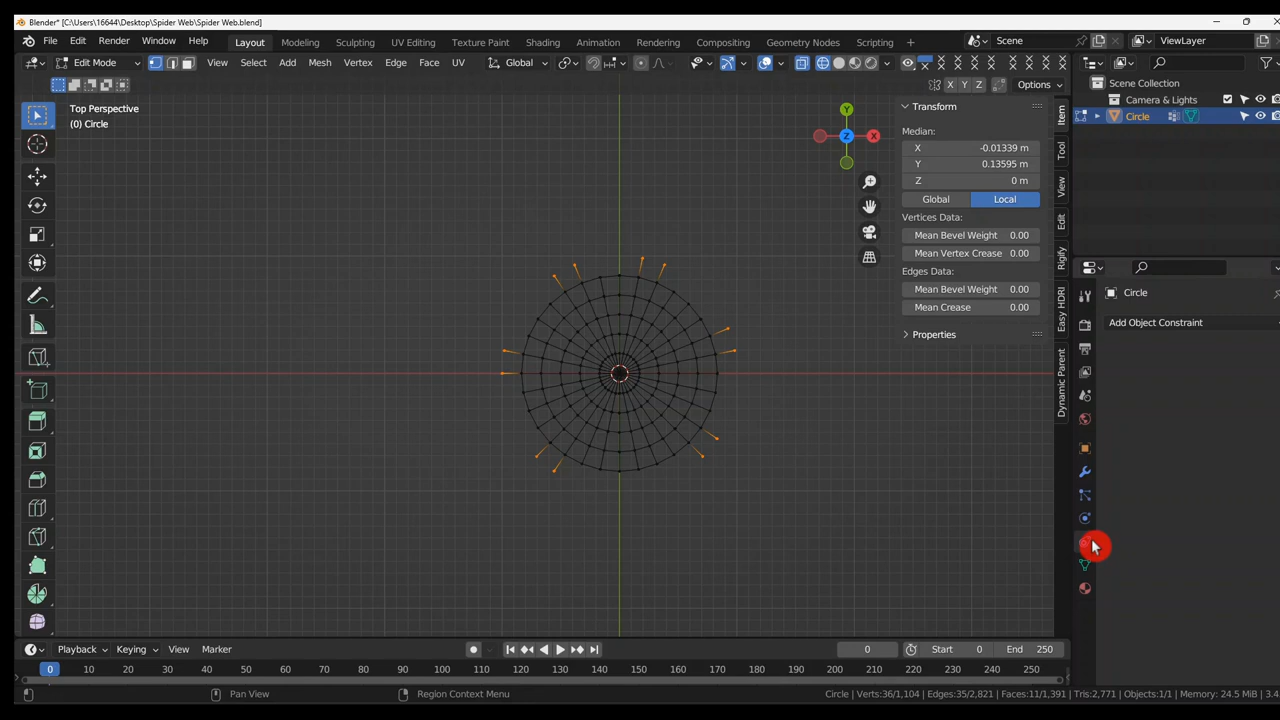 Blender* [C:\Users\16644\Desktop\Spider Web\Spider Web.blend]
File Edit Render Window Help Layout Modeling Sculpting UV Editing Texture Paint Shading Animation Rendering Compositing Geometry Nodes Scripting + Scene ViewLayer
Edit Mode View Select Add Mesh Vertex Edge Face UV Global
X Y Z Options
Top Perspective
(0) Circle
Y
Z
X
Transform
Median:
X -0.01339 m
Y 0.13595 m
Z 0 m
Global Local
Vertices Data:
Mean Bevel Weight 0.00
Mean Vertex Crease 0.00
Edges Data:
Mean Bevel Weight 0.00
Mean Crease 0.00
Properties
Item
Tool
View
Edit
Rigify
Easy HDRI
Dynamic Parent
Scene Collection
Camera & Lights
Circle
Circle
Add Object Constraint
Playback Keying View Marker 0 Start 0 End 250
0 10 20 30 40 50 60 70 80 90 100 110 120 130 140 150 160 170 180 190 200 210 220 230 240 250
Pan View Region Context Menu Circle | Verts:36/1,104 | Edges:35/2,821 | Faces:11/1,391 | Tris:2,771 | Objects:1/1 | Memory: 24.5 MiB | 3.4